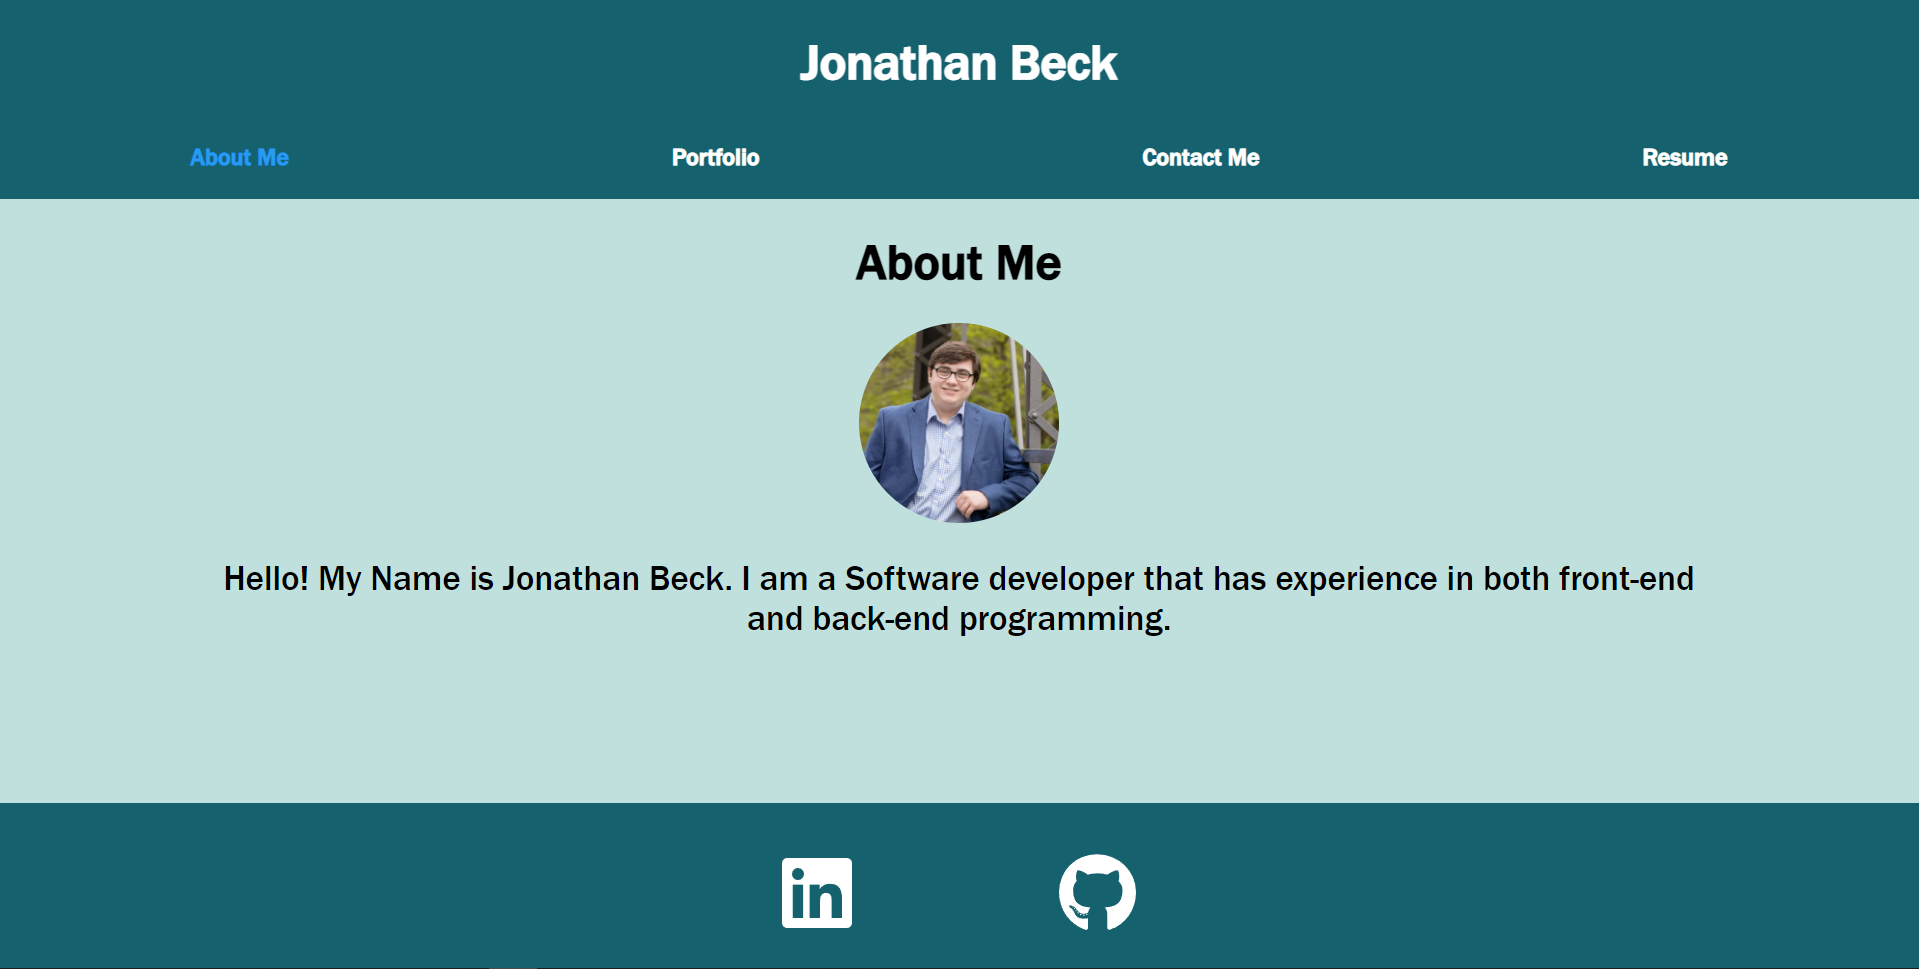 Jonathan Beck
About Me
Portfolio
Contact Me
Resume
About Me
Hello! My Name is Jonathan Beck. I am a Software developer that has experience in both front-end
and back-end programming.
in